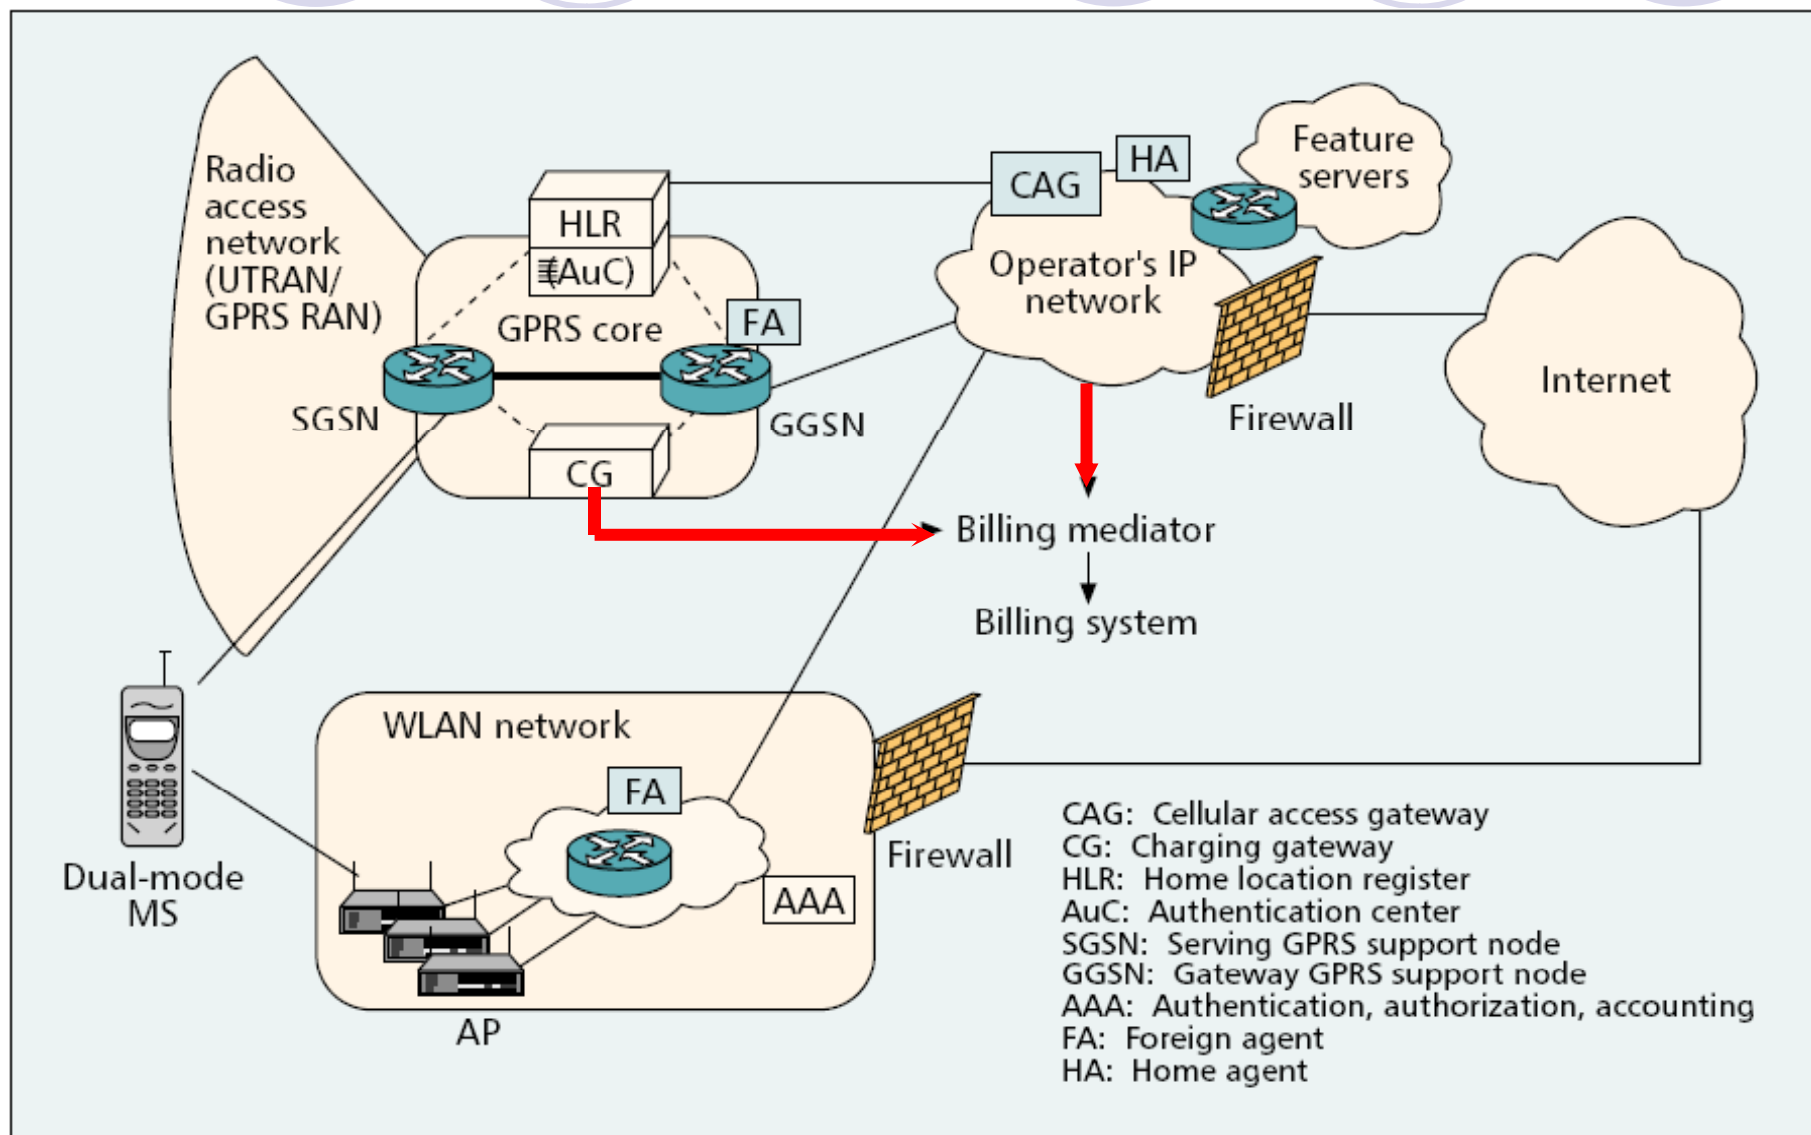 Radio
access
network
(UTRAN/
GPRS RAN)
HLR
(AuC)
GPRS core
FA
SGSN
GGSN
CG
CAG
HA
Feature
servers
Operator's IP
network
Firewall
Internet
Billing mediator
Billing system
Dual-mode
MS
WLAN network
FA
AAA
Firewall
AP
CAG: Cellular access gateway
CG: Charging gateway
HLR: Home location register
AuC: Authentication center
SGSN: Serving GPRS support node
GGSN: Gateway GPRS support node
AAA: Authentication, authorization, accounting
FA: Foreign agent
HA: Home agent